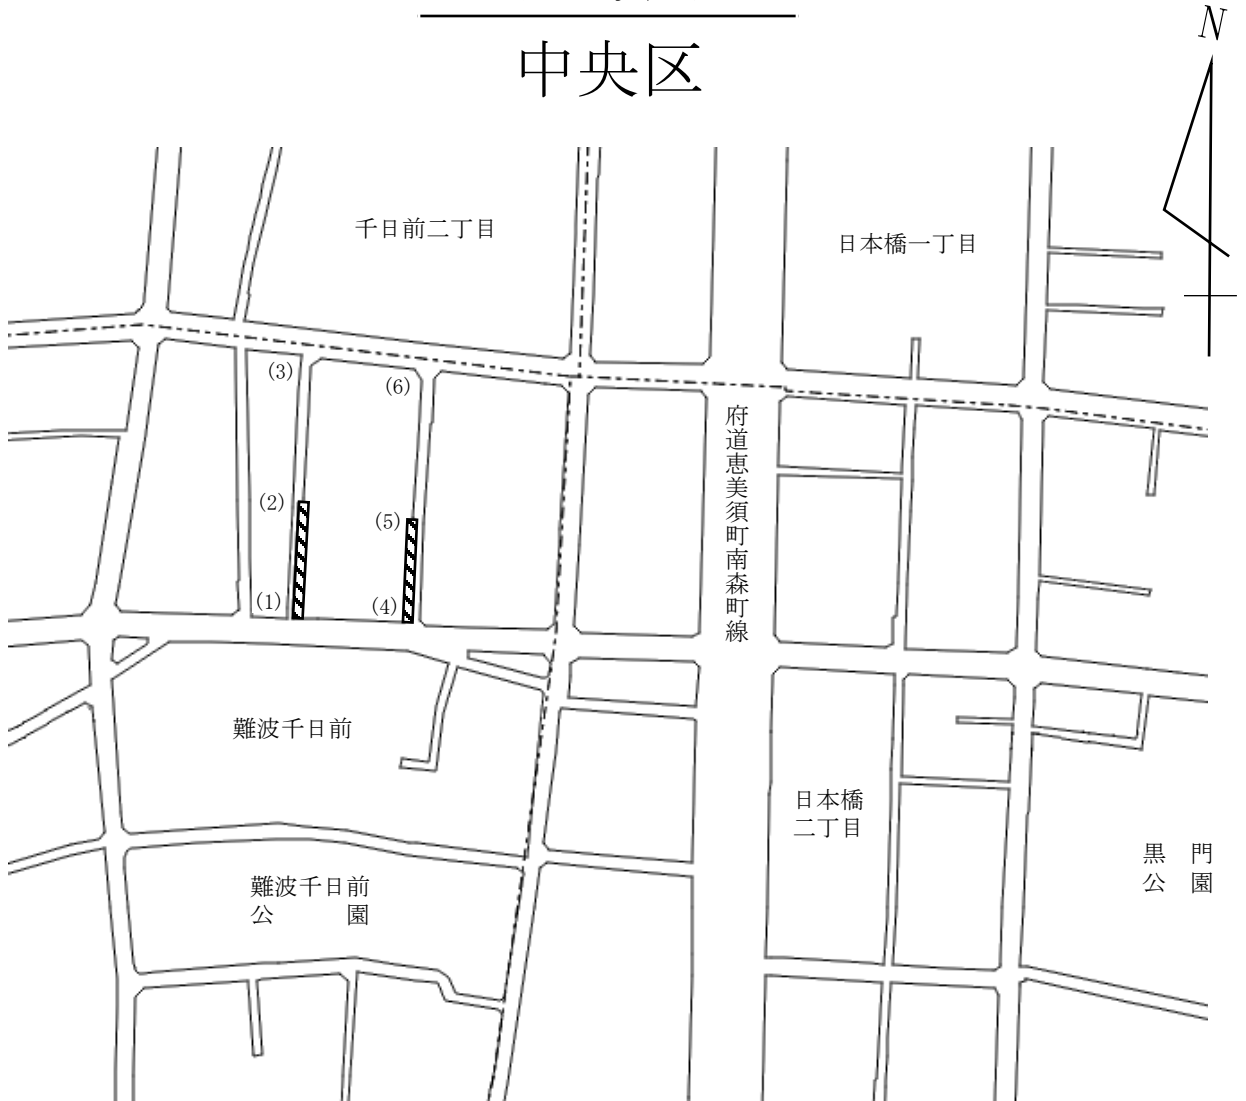 中央区
N
千日前二丁目
日本橋一丁目
(3)
(6)
府道恵美須町南森町線
(2)
(5)
(1)
(4)
難波千日前
日本橋
二丁目
黒門
公園
難波千日前
公園